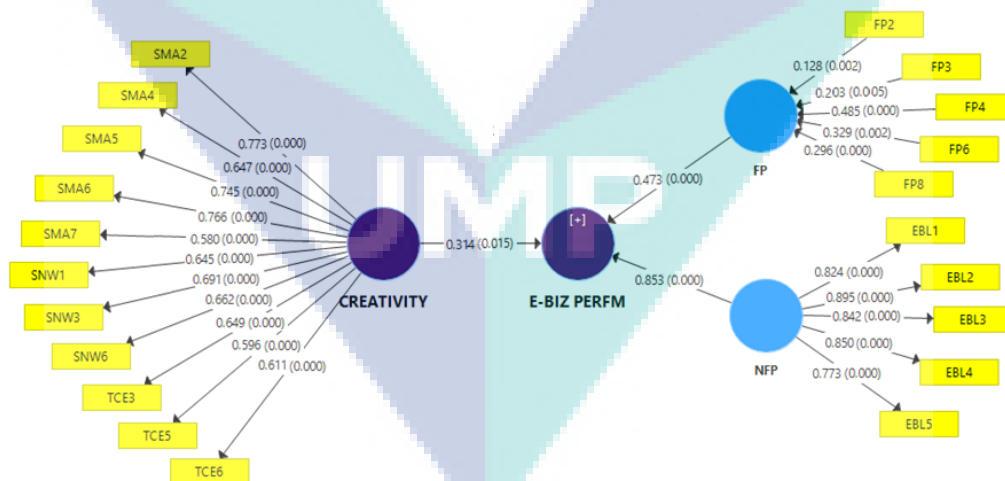 SMA2
SMA4
SMA5
SMA6
SMA7
SNW1
SNW3
SNW6
TCE3
TCE5
TCE6
0.773 (0.000)
0.647 (0.000)
0.745 (0.000)
0.766 (0.000)
0.580 (0.000)
0.645 (0.000)
0.691 (0.000)
0.662 (0.000)
0.649 (0.000)
0.596 (0.000)
0.611 (0.000)
CREATIVITY
0.314 (0.015)
[+]
E-BIZ PERFM
UMP
0.473 (0.000)
0.853 (0.000)
FP
0.128 (0.002)
0.203 (0.005)
0.485 (0.000)
0.329 (0.002)
0.296 (0.000)
FP2
FP3
FP4
FP6
FP8
NFP
0.824 (0.000)
0.895 (0.000)
0.842 (0.000)
0.850 (0.000)
0.773 (0.000)
EBL1
EBL2
EBL3
EBL4
EBL5